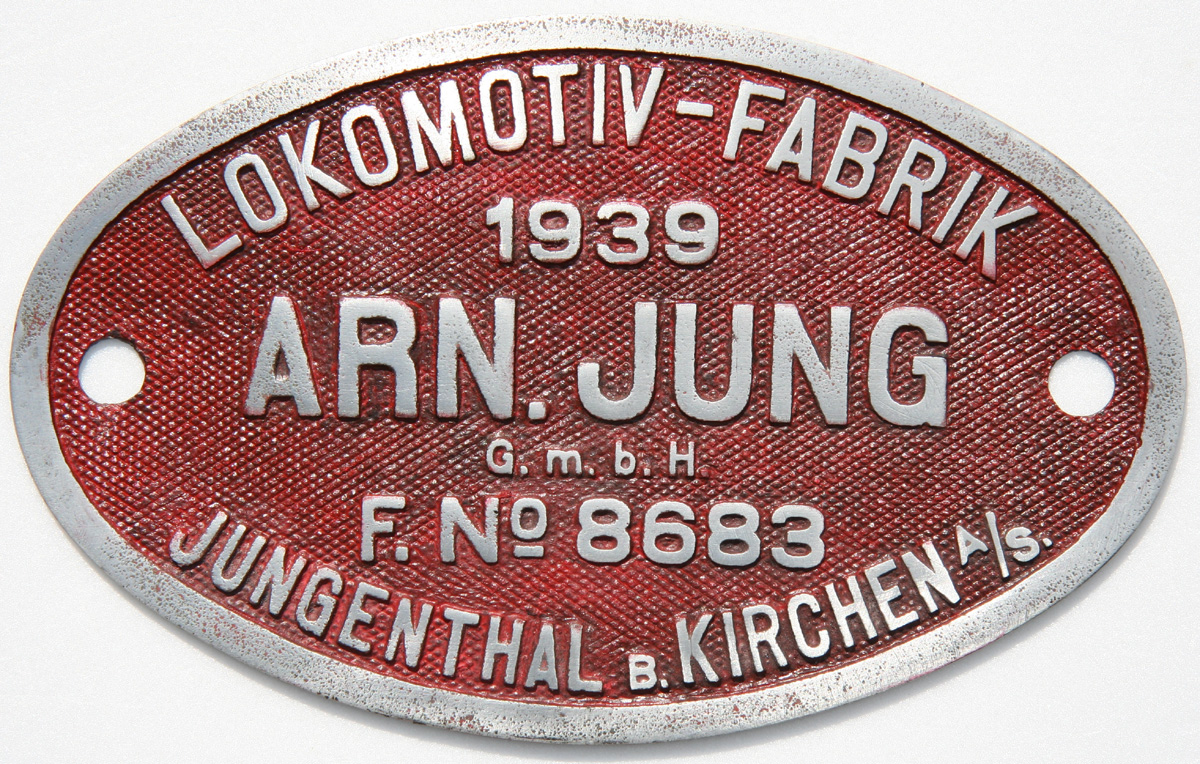 LOKOMOTIV-FABRIK
1939
ARN. JUNG
G. m. b. H.
F. Nº 8683
JUNGENTHAL B. KIRCHEN A/S.